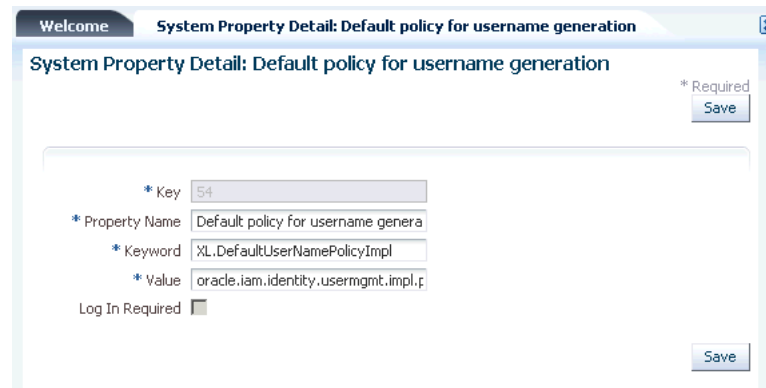 Welcome System Property Detail: Default policy for username generation
System Property Detail: Default policy for username generation
* Required
Save
* Key 54
* Property Name Default policy for username genera
* Keyword XL.DefaultUserNamePolicyImpl
* Value oracle.iam.identity.usermgmt.impl.p
Log In Required
Save